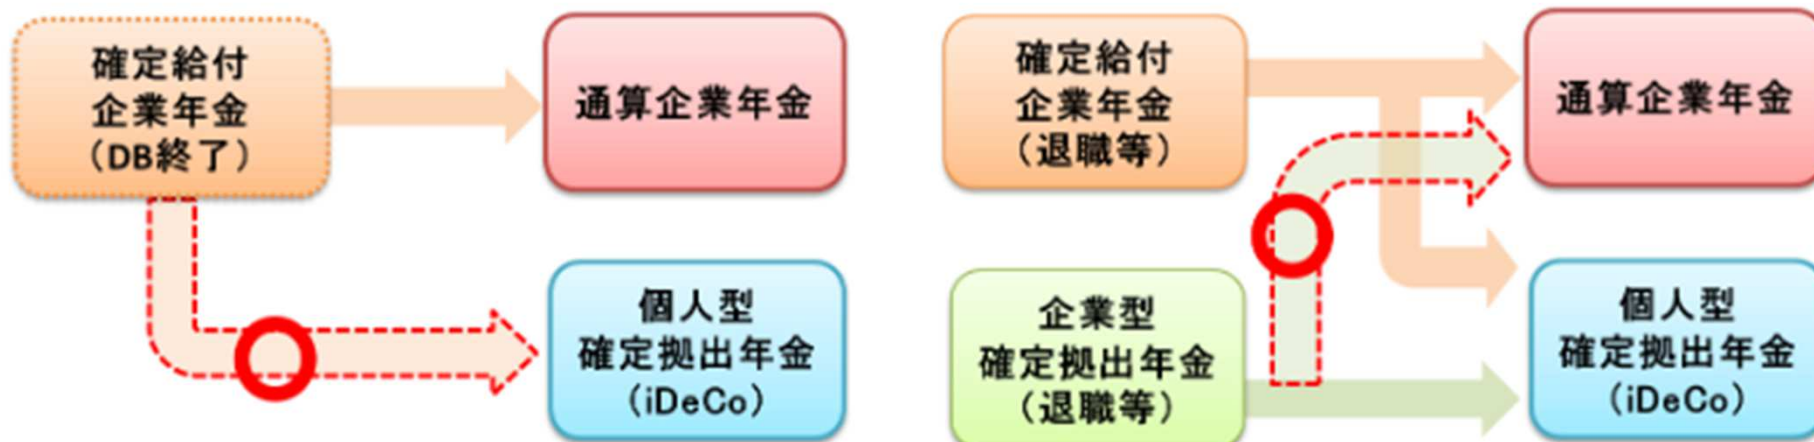 確定給付
企業年金
（DB終了）
通算企業年金
個人型
確定拠出年金
（iDeCo）
確定給付
企業年金
（退職等）
通算企業年金
企業型
確定拠出年金
（退職等）
個人型
確定拠出年金
（iDeCo）